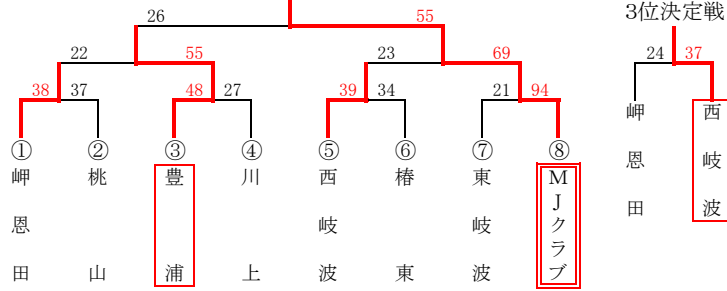 26 55 3位決定戦
22 55 23 69 24 37
38 37 48 27 39 34 21 94
① ② ③ ④ ⑤ ⑥ ⑦ ⑧
岬恩田
桃山
豊浦
川上
西岐波
椿東
東岐波
MJクラブ
岬恩田
西岐波